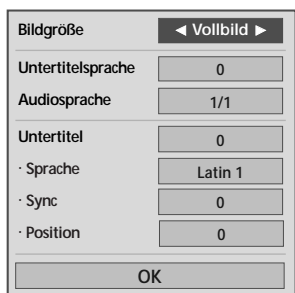 Bildgröße ◄ Vollbild ►
Untertitelsprache 0
Audiosprache 1/1
Untertitel 0
· Sprache Latin 1
· Sync 0
· Position 0
OK